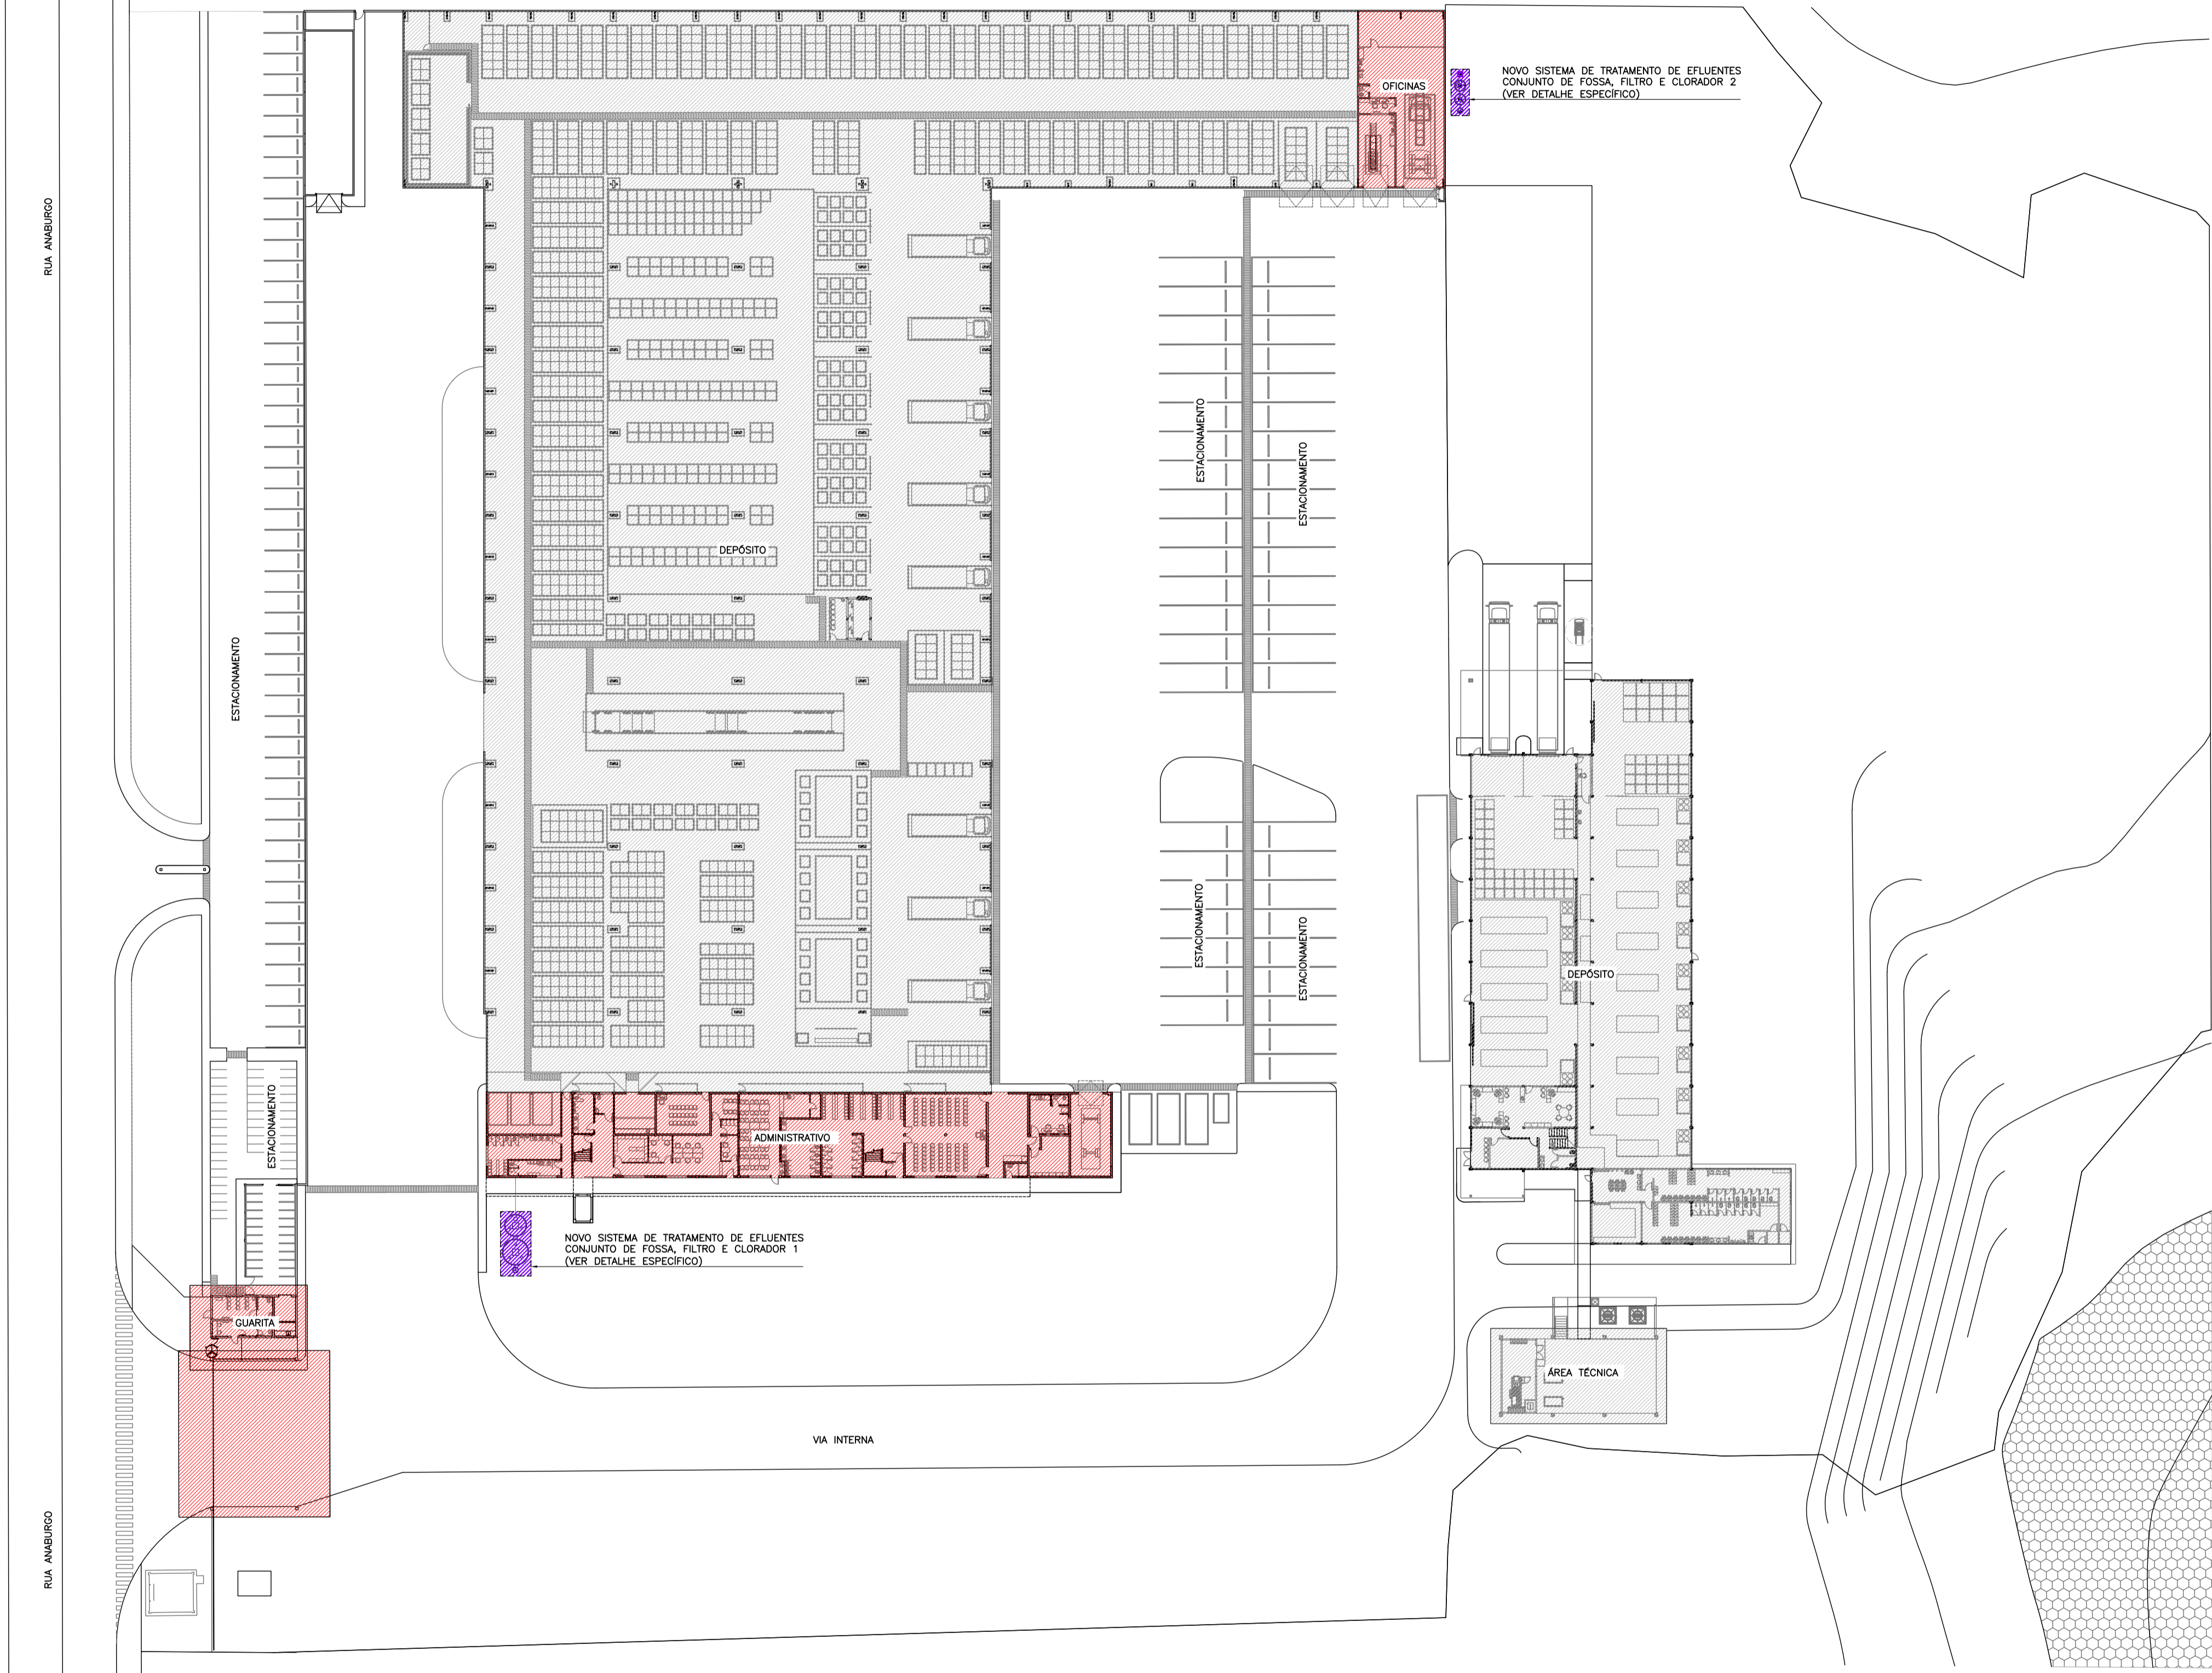 NOVO SISTEMA DE TRATAMENTO DE EFLUENTES
CONJUNTO DE FOSSA, FILTRO E CLORADOR 2
(VER DETALHE ESPECÍFICO)
OFICINAS
RUA ANABURGO
ESTACIONAMENTO
ESTACIONAMENTO
DEPÓSITO
ESTACIONAMENTO
ESTACIONAMENTO
ESTACIONAMENTO
DEPÓSITO
ESTACIONAMENTO
ADMINISTRATIVO
NOVO SISTEMA DE TRATAMENTO DE EFLUENTES
CONJUNTO DE FOSSA, FILTRO E CLORADOR 1
(VER DETALHE ESPECÍFICO)
GUARITA
ÁREA TÉCNICA
VIA INTERNA
RUA ANABURGO